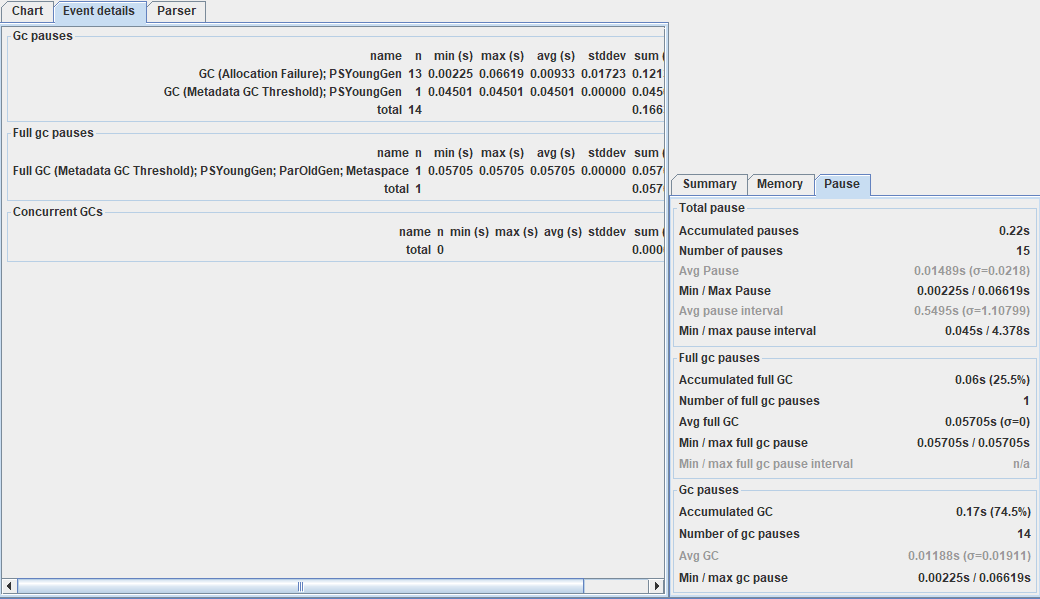 Chart Event details Parser
Gc pauses
name n min (s) max (s) avg (s) stddev sum (
GC (Allocation Failure); PSYoungGen 13 0.00225 0.06619 0.00933 0.01723 0.121
GC (Metadata GC Threshold); PSYoungGen 1 0.04501 0.04501 0.04501 0.00000 0.045
total 14 0.166
Full gc pauses
name n min (s) max (s) avg (s) stddev sum (
Full GC (Metadata GC Threshold); PSYoungGen; ParOldGen; Metaspace 1 0.05705 0.05705 0.05705 0.00000 0.057
total 1 0.057
Concurrent GCs
name n min (s) max (s) avg (s) stddev sum (
total 0 0.000
Summary Memory Pause
Total pause
Accumulated pauses 0.22s
Number of pauses 15
Avg Pause 0.01489s (σ=0.0218)
Min / Max Pause 0.00225s / 0.06619s
Avg pause interval 0.5495s (σ=1.10799)
Min / max pause interval 0.045s / 4.378s
Full gc pauses
Accumulated full GC 0.06s (25.5%)
Number of full gc pauses 1
Avg full GC 0.05705s (σ=0)
Min / max full gc pause 0.05705s / 0.05705s
Min / max full gc pause interval n/a
Gc pauses
Accumulated GC 0.17s (74.5%)
Number of gc pauses 14
Avg GC 0.01188s (σ=0.01911)
Min / max gc pause 0.00225s / 0.06619s